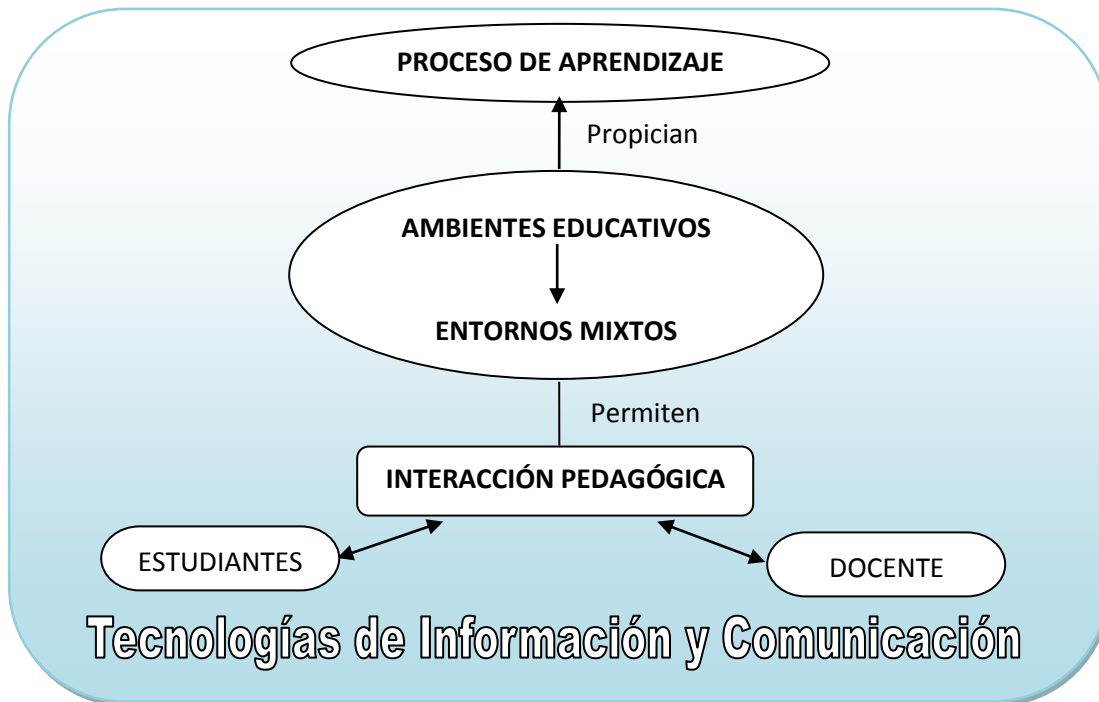 PROCESO DE APRENDIZAJE
Propician
AMBIENTES EDUCATIVOS
ENTORNOS MIXTOS
Permiten
INTERACCIÓN PEDAGÓGICA
ESTUDIANTES
DOCENTE
Tecnologías de Información y Comunicación